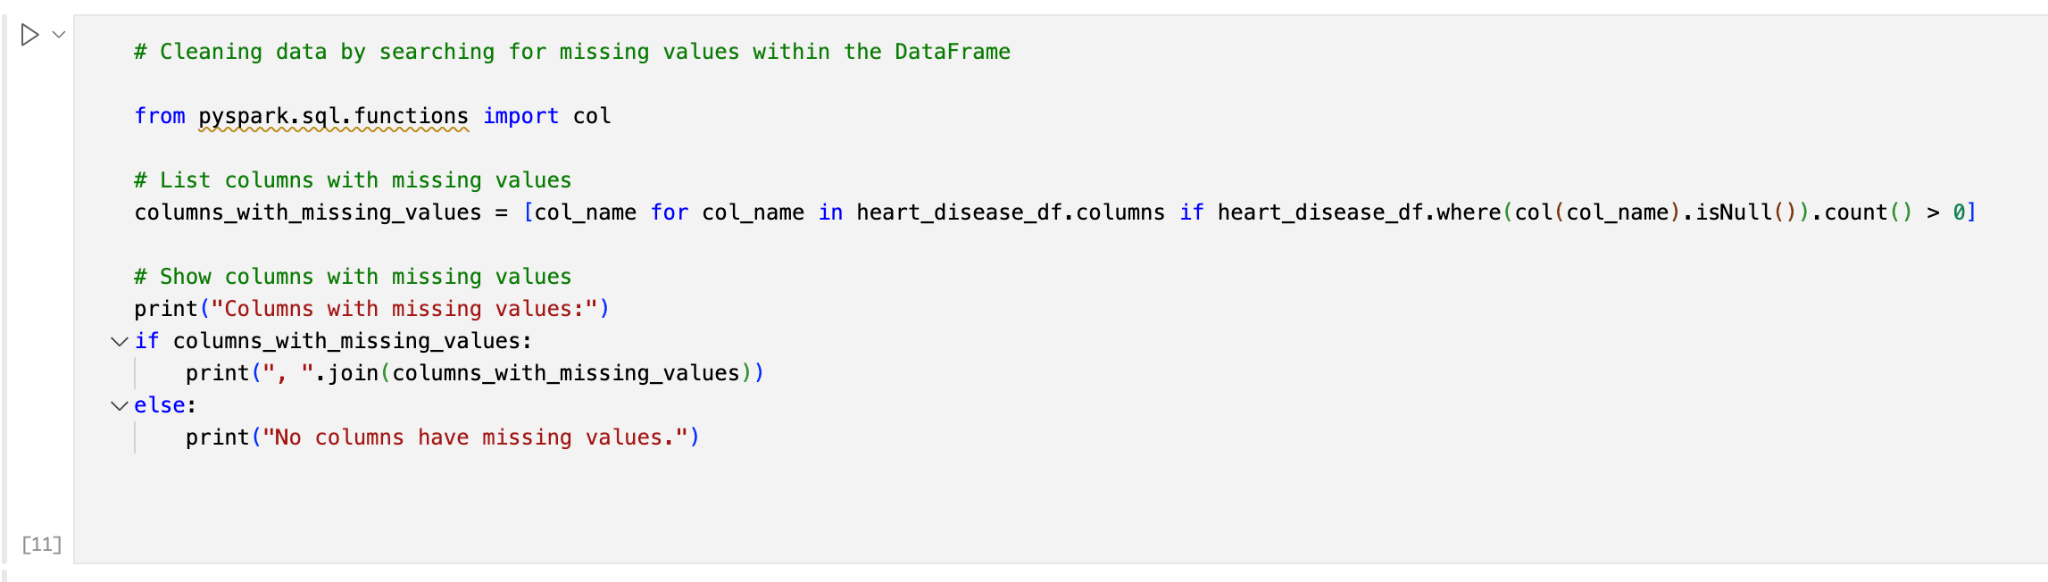 # Cleaning data by searching for missing values within the DataFrame
from pyspark.sql.functions import col
# List columns with missing values
columns_with_missing_values = [col_name for col_name in heart_disease_df.columns if heart_disease_df.where(col(col_name).isNull()).count() > 0]
# Show columns with missing values
print("Columns with missing values:")
if columns_with_missing_values:
    print(", ".join(columns_with_missing_values))
else:
    print("No columns have missing values.")
[11]